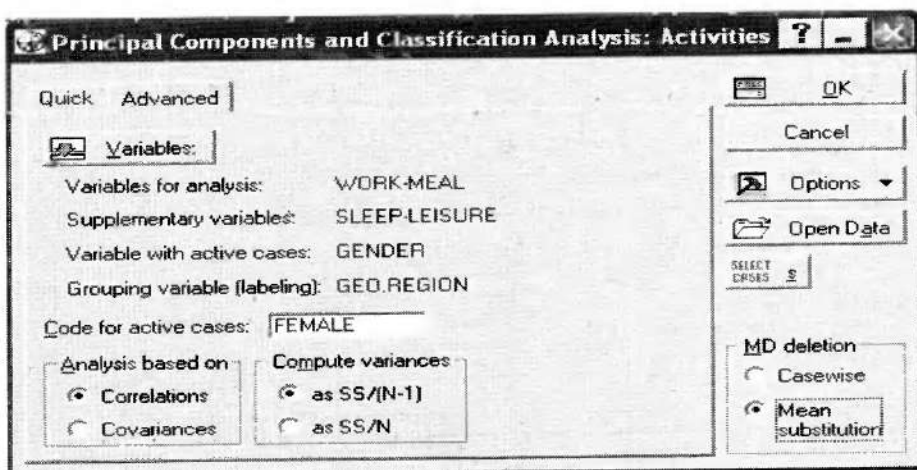 Principal Components and Classification Analysis: Activities ?
Quick Advanced
Variables:
Variables for analysis: WORK-MEAL
Supplementary variables: SLEEP-LEISURE
Variable with active cases: GENDER
Grouping variable (labeling): GEO.REGION
Code for active cases: FEMALE
Analysis based on
Correlations
Covariances
Compute variances
as SS/(N-1)
as SS/N
OK
Cancel
Options
Open Data
SELECT
CASES S
MD deletion
Casewise
Mean
substitution